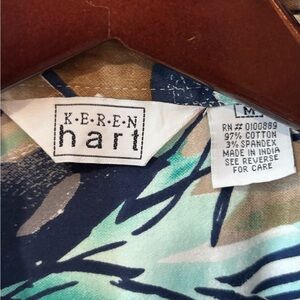 K·E·R·E·N
hart
M
RN # 0100889
97% COTTON
3% SPANDEX
MADE IN INDIA
SEE REVERSE
FOR CARE